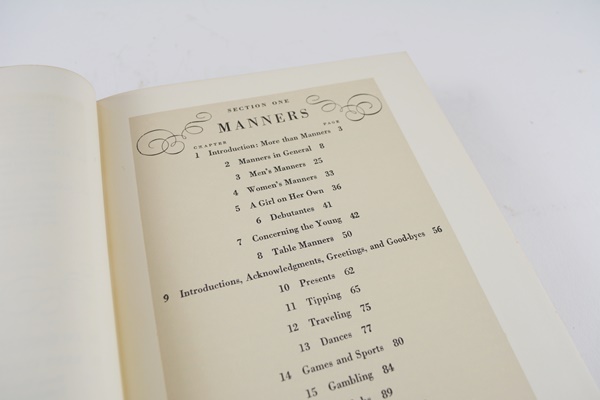 SECTION ONE
MANNERS
CHAPTER PAGE
1 Introduction: More than Manners 3
2 Manners in General 8
3 Men's Manners 25
4 Women's Manners 33
5 A Girl on Her Own 36
6 Debutantes 41
7 Concerning the Young 42
8 Table Manners 50
9 Introductions, Acknowledgments, Greetings, and Good-byes 56
10 Presents 62
11 Tipping 65
12 Traveling 75
13 Dances 77
14 Games and Sports 80
15 Gambling 84
89